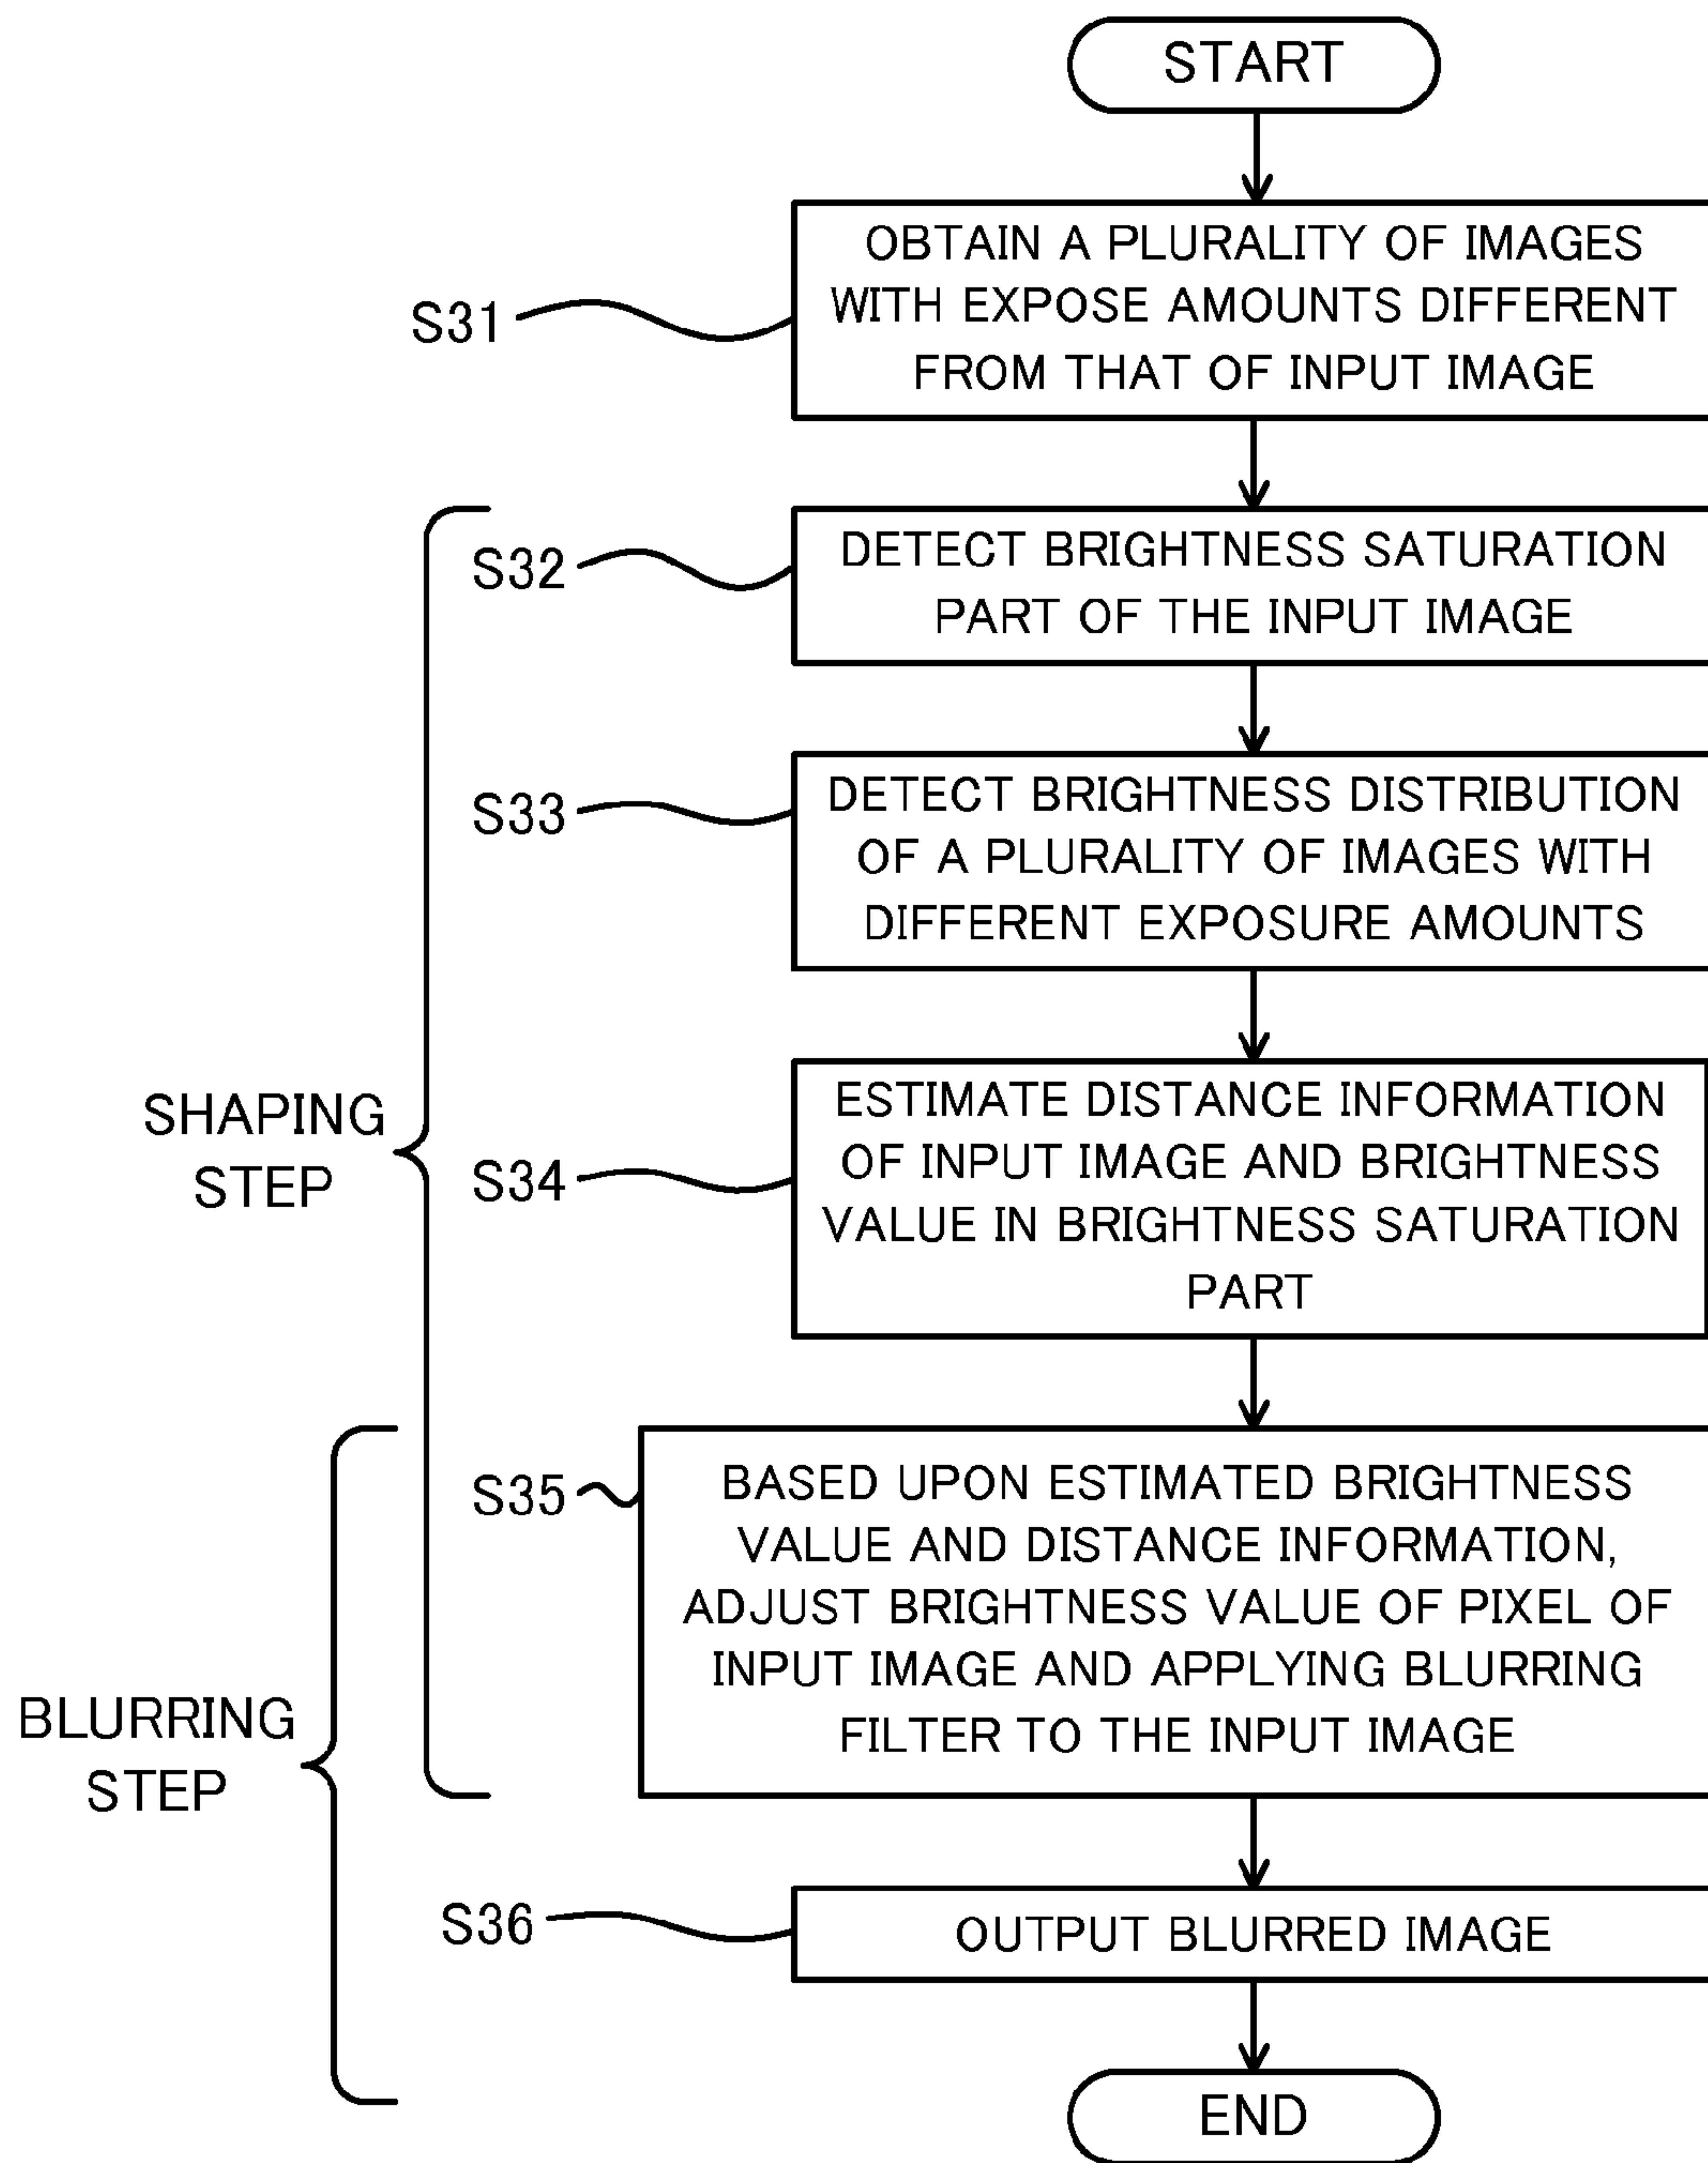 START
S31
OBTAIN A PLURALITY OF IMAGES
WITH EXPOSE AMOUNTS DIFFERENT
FROM THAT OF INPUT IMAGE
S32
DETECT BRIGHTNESS SATURATION
PART OF THE INPUT IMAGE
S33
DETECT BRIGHTNESS DISTRIBUTION
OF A PLURALITY OF IMAGES WITH
DIFFERENT EXPOSURE AMOUNTS
SHAPING
STEP
S34
ESTIMATE DISTANCE INFORMATION
OF INPUT IMAGE AND BRIGHTNESS
VALUE IN BRIGHTNESS SATURATION
PART
S35
BASED UPON ESTIMATED BRIGHTNESS
VALUE AND DISTANCE INFORMATION,
ADJUST BRIGHTNESS VALUE OF PIXEL OF
INPUT IMAGE AND APPLYING BLURRING
FILTER TO THE INPUT IMAGE
BLURRING
STEP
S36
OUTPUT BLURRED IMAGE
END